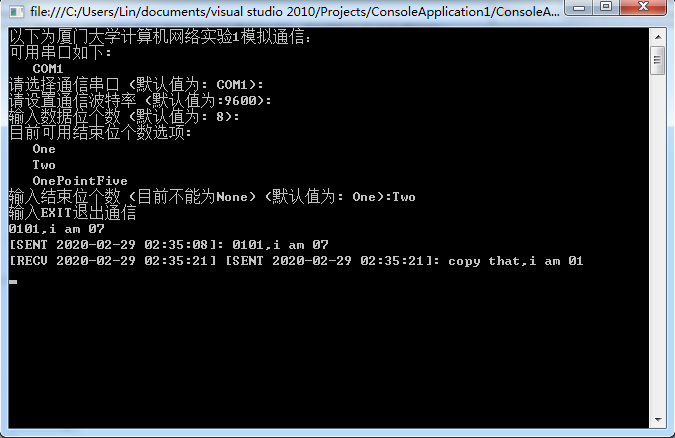 file:///C:/Users/Lin/documents/visual studio 2010/Projects/ConsoleApplication1/ConsoleA...
以下为厦门大学计算机网络实验1模拟通信：
可用串口如下：
COM1
请选择通信串口 (默认值为: COM1):
请设置通信波特率 (默认值为:9600):
输入数据位个数 (默认值为: 8):
目前可用结束位个数选项：
One
Two
OnePointFive
输入结束位个数 (目前不能为None) (默认值为: One):Two
输入EXIT退出通信
0101,i am 07
[SENT 2020-02-29 02:35:08]: 0101,i am 07
[RECV 2020-02-29 02:35:21] [SENT 2020-02-29 02:35:21]: copy that,i am 01